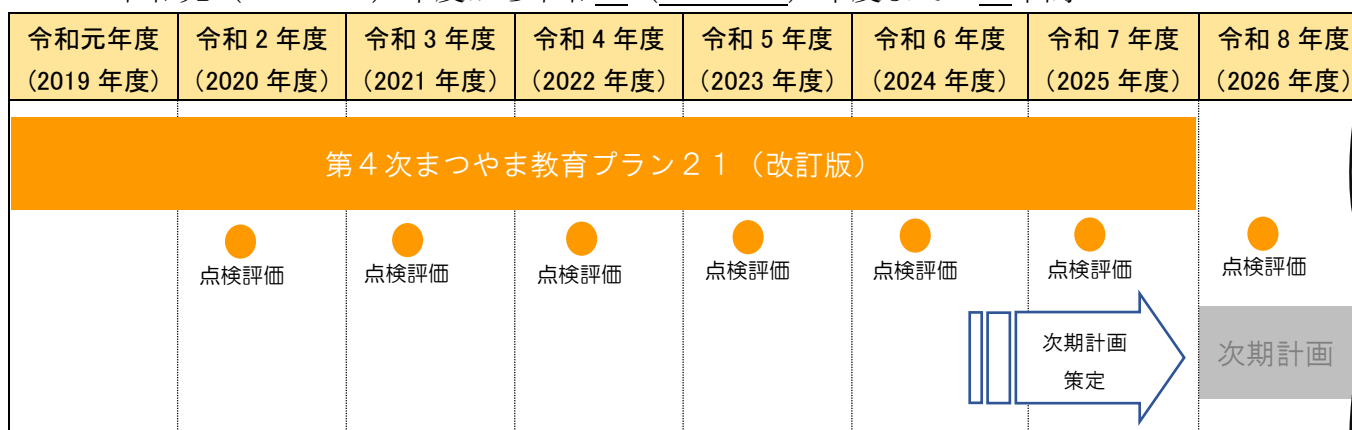 令和元年度 令和 2 年度 令和 3 年度 令和 4 年度 令和 5 年度 令和 6 年度 令和 7 年度 令和 8 年度
(2019 年度) (2020 年度) (2021 年度) (2022 年度) (2023 年度) (2024 年度) (2025 年度) (2026 年度)
第4次まつやま教育プラン21(改訂版)
点検評価 点検評価 点検評価 点検評価 点検評価 点検評価 点検評価
次期計画
策定
次期計画